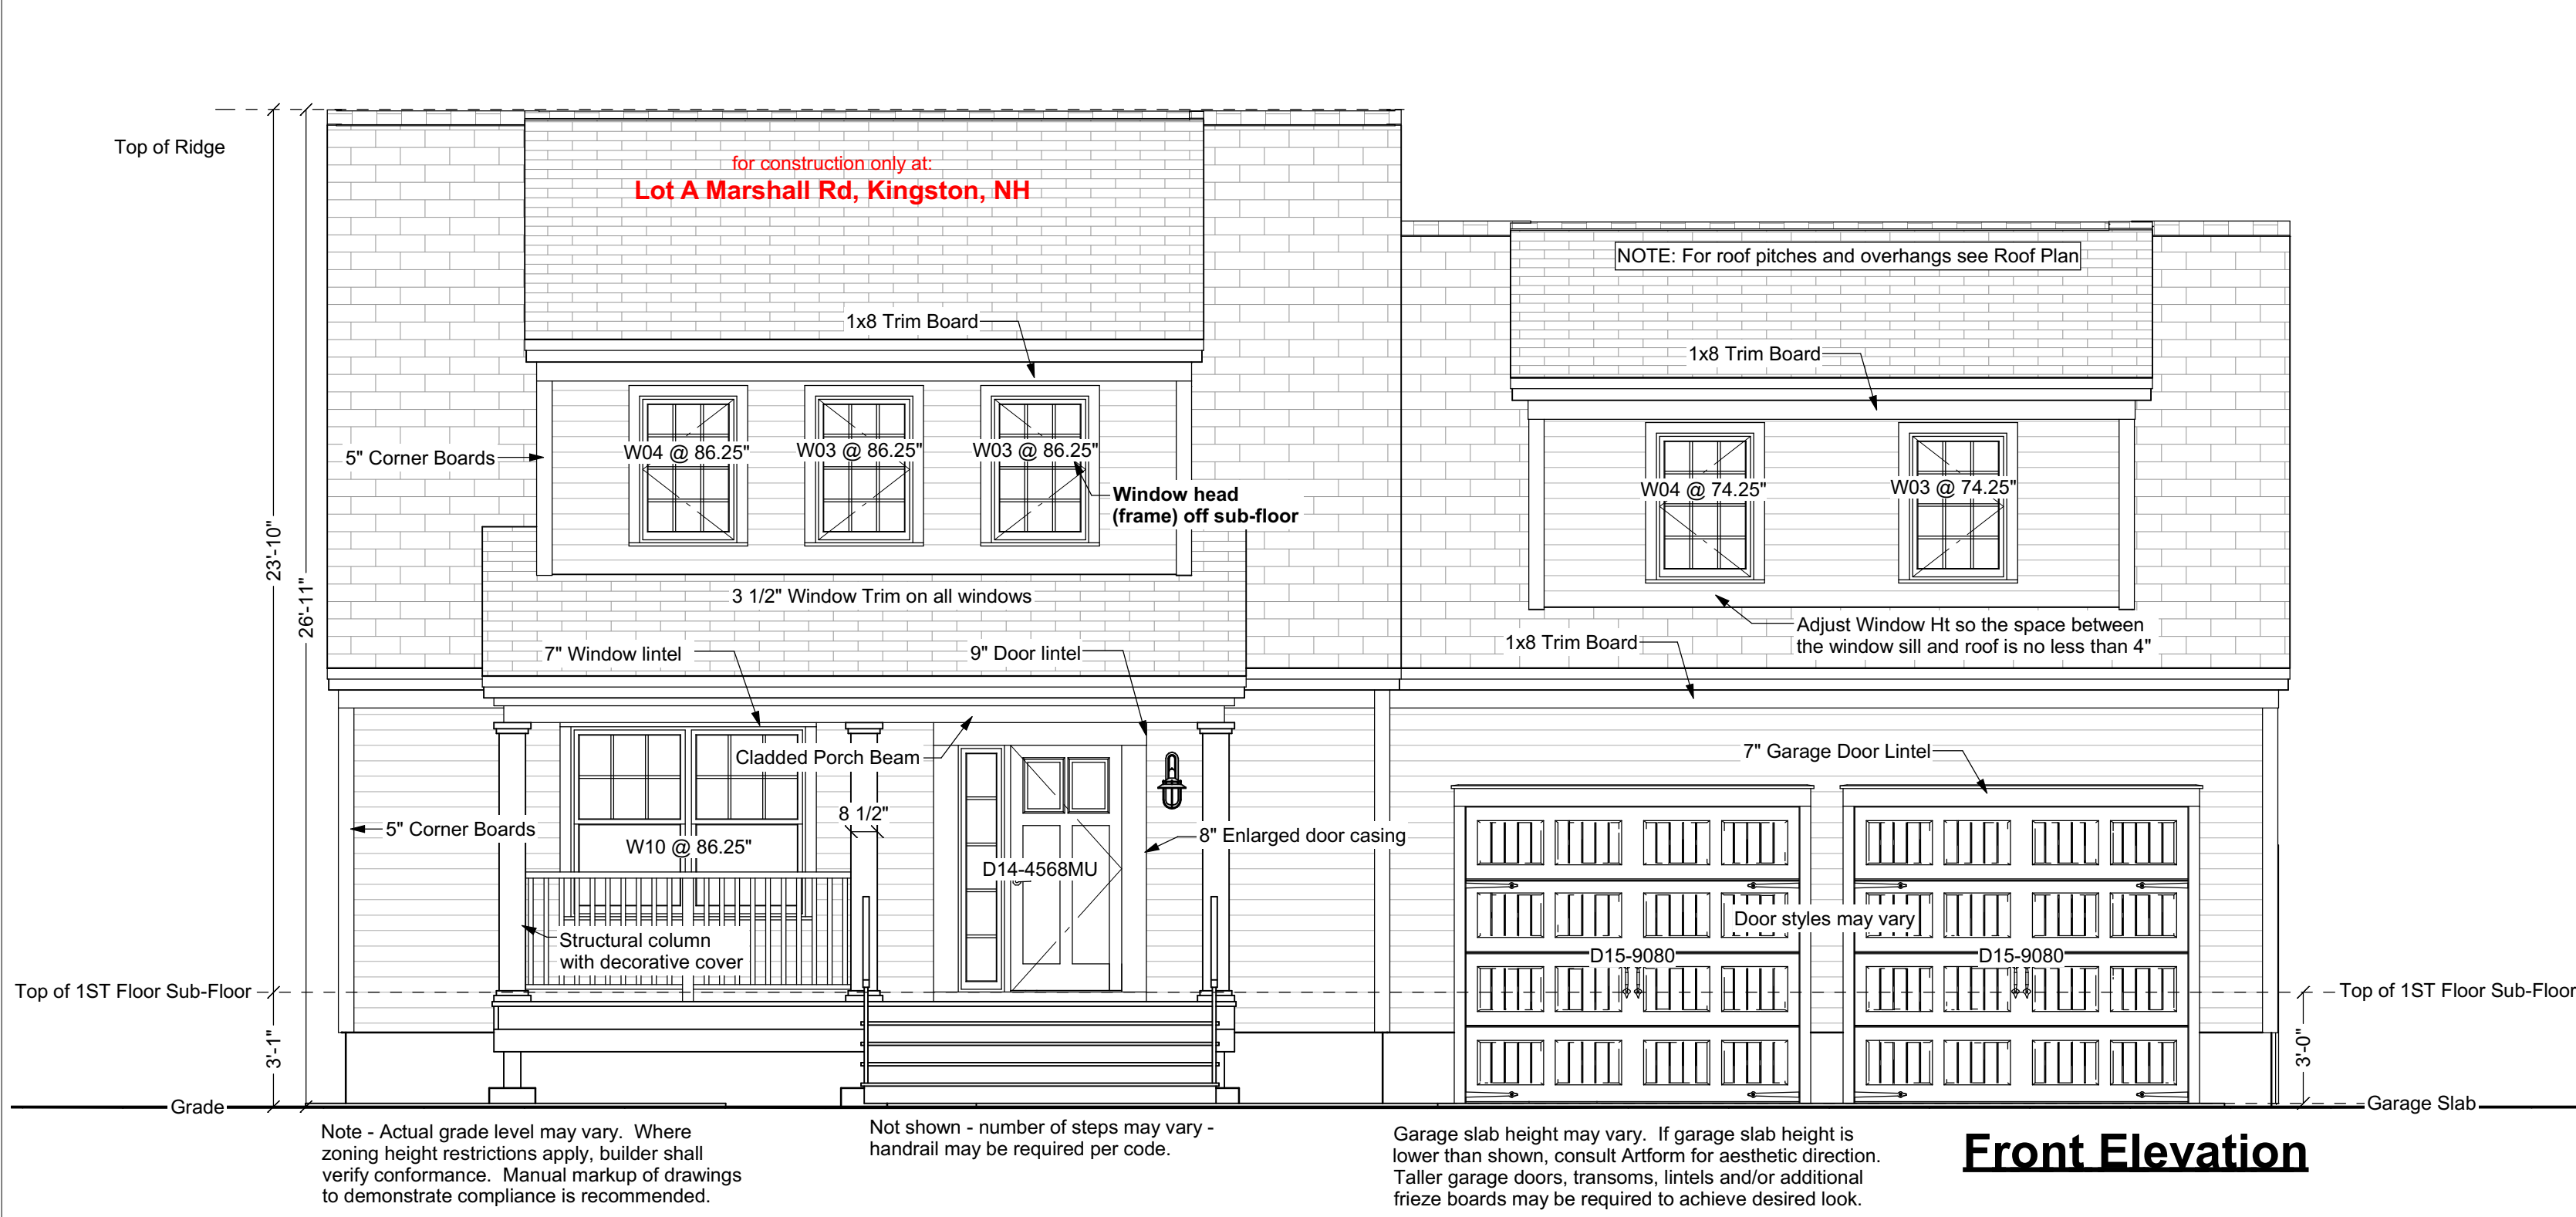 Top of Ridge
for construction only at:
Lot A Marshall Rd, Kingston, NH
NOTE: For roof pitches and overhangs see Roof Plan
1x8 Trim Board
1x8 Trim Board
5" Corner Boards
W04 @ 86.25"
W03 @ 86.25"
W03 @ 86.25"
Window head
(frame) off sub-floor
W04 @ 74.25"
W03 @ 74.25"
23'-10"
26'-11"
3 1/2" Window Trim on all windows
Adjust Window Ht so the space between
the window sill and roof is no less than 4"
1x8 Trim Board
7" Window lintel
9" Door lintel
Cladded Porch Beam
7" Garage Door Lintel
8 1/2"
5" Corner Boards
8" Enlarged door casing
W10 @ 86.25"
D14-4568MU
Door styles may vary
Structural column
with decorative cover
D15-9080
D15-9080
Top of 1ST Floor Sub-Floor
Top of 1ST Floor Sub-Floor
3'-1"
3'-0"
Grade
Garage Slab
Note - Actual grade level may vary.  Where
zoning height restrictions apply, builder shall
verify conformance.  Manual markup of drawings
to demonstrate compliance is recommended.
Not shown - number of steps may vary -
handrail may be required per code.
Garage slab height may vary.  If garage slab height is
lower than shown, consult Artform for aesthetic direction.
Taller garage doors, transoms, lintels and/or additional
frieze boards may be required to achieve desired look.
Front Elevation